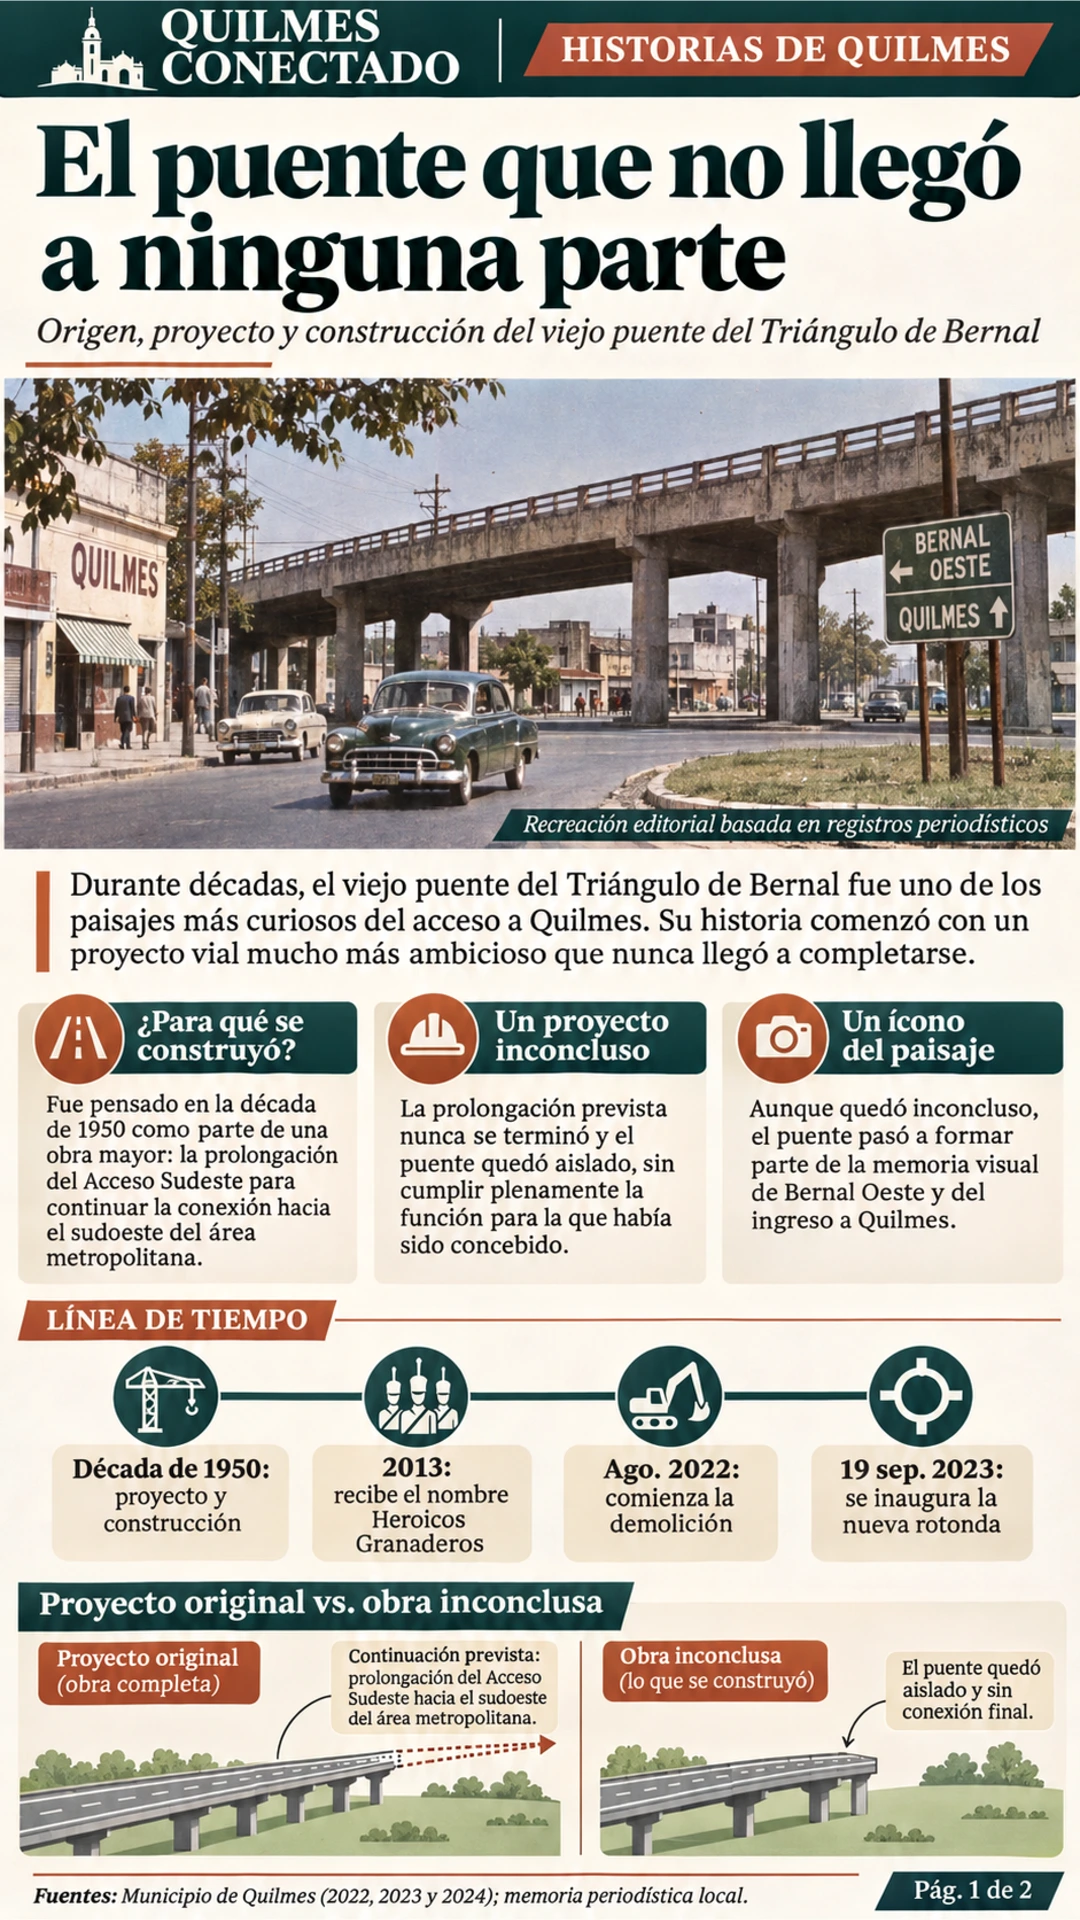 QUILMES
CONECTADO
HISTORIAS DE QUILMES
El puente que no llegó
a ninguna parte
Origen, proyecto y construcción del viejo puente del Triángulo de Bernal
QUILMES
BERNAL
← OESTE
QUILMES ↑
Recreación editorial basada en registros periodísticos
Durante décadas, el viejo puente del Triángulo de Bernal fue uno de los
paisajes más curiosos del acceso a Quilmes. Su historia comenzó con un
proyecto vial mucho más ambicioso que nunca llegó a completarse.
¿Para qué se
construyó?
Fue pensado en la década
de 1950 como parte de una
obra mayor: la prolongación
del Acceso Sudeste para
continuar la conexión hacia
el sudoeste del área
metropolitana.
Un proyecto
inconcluso
La prolongación prevista
nunca se terminó y el
puente quedó aislado, sin
cumplir plenamente la
función para la que había
sido concebido.
Un ícono
del paisaje
Aunque quedó inconcluso,
el puente pasó a formar
parte de la memoria visual
de Bernal Oeste y del
ingreso a Quilmes.
LÍNEA DE TIEMPO
Década de 1950:
proyecto y
construcción
2013:
recibe el nombre
Heroicos
Granaderos
Ago. 2022:
comienza la
demolición
19 sep. 2023:
se inaugura la
nueva rotonda
Proyecto original vs. obra inconclusa
Proyecto original
(obra completa)
Continuación prevista:
prolongación del Acceso
Sudeste hacia el sudoeste
del área metropolitana.
Obra inconclusa
(lo que se construyó)
El puente quedó
aislado y sin
conexión final.
Fuentes: Municipio de Quilmes (2022, 2023 y 2024); memoria periodística local.
Pág. 1 de 2